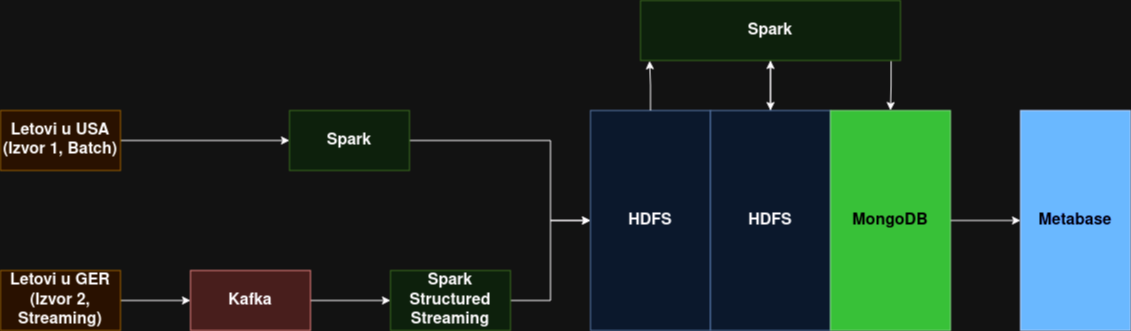 Spark
Letovi u USA
(Izvor 1, Batch)
Spark
HDFS
HDFS
MongoDB
Metabase
Letovi u GER
(Izvor 2,
Streaming)
Kafka
Spark
Structured
Streaming